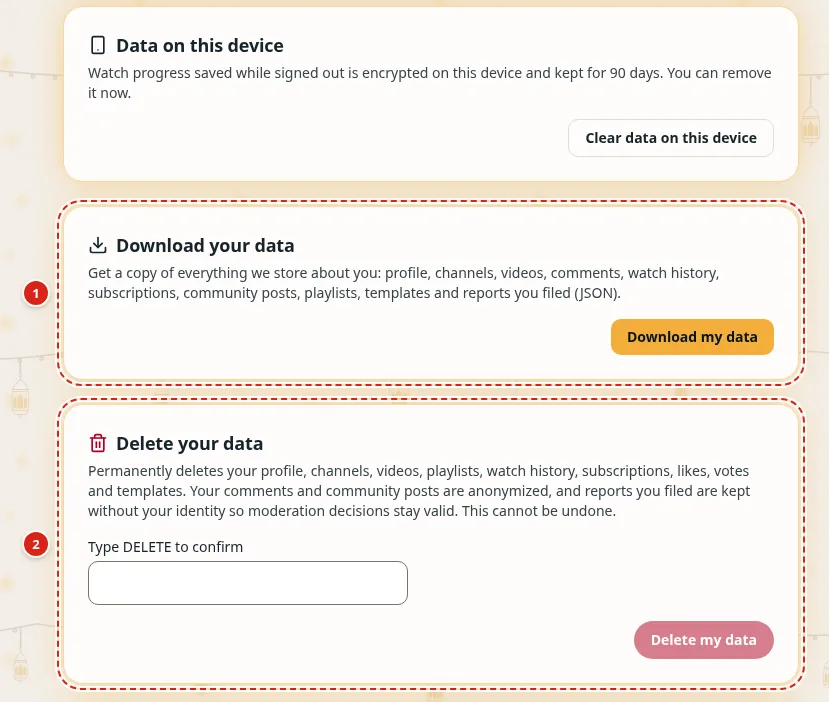 Data on this device
Watch progress saved while signed out is encrypted on this device and kept for 90 days. You can remove
it now.
Clear data on this device
Download your data
1
Get a copy of everything we store about you: profile, channels, videos, comments, watch history,
subscriptions, community posts, playlists, templates and reports you filed (JSON).
Download my data
Delete your data
Permanently deletes your profile, channels, videos, playlists, watch history, subscriptions, likes, votes
and templates. Your comments and community posts are anonymized, and reports you filed are kept
without your identity so moderation decisions stay valid. This cannot be undone.
2
Type DELETE to confirm
Delete my data